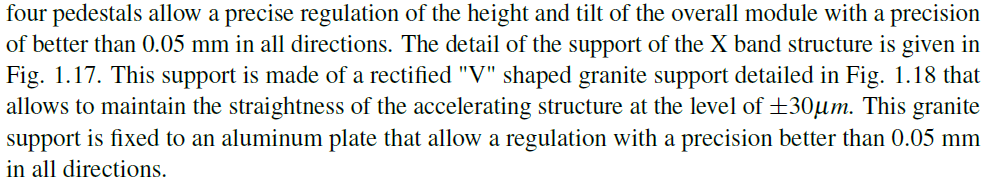 four pedestals allow a precise regulation of the height and tilt of the overall module with a precision
of better than 0.05 mm in all directions. The detail of the support of the X band structure is given in
Fig. 1.17. This support is made of a rectified "V" shaped granite support detailed in Fig. 1.18 that
allows to maintain the straightness of the accelerating structure at the level of ±30μm. This granite
support is fixed to an aluminum plate that allow a regulation with a precision better than 0.05 mm
in all directions.